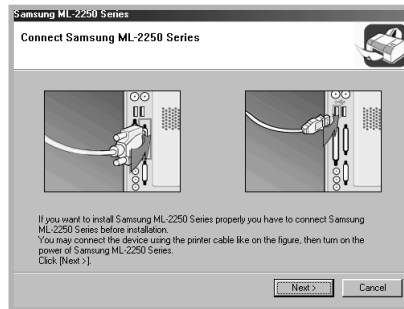 Samsung ML-2250 Series
Connect Samsung ML-2250 Series
If you want to install Samsung ML-2250 Series properly you have to connect Samsung
ML-2250 Series before installation.
You may connect the device using the printer cable like on the figure, then turn on the
power of Samsung ML-2250 Series.
Click [Next >].
Next >
Cancel